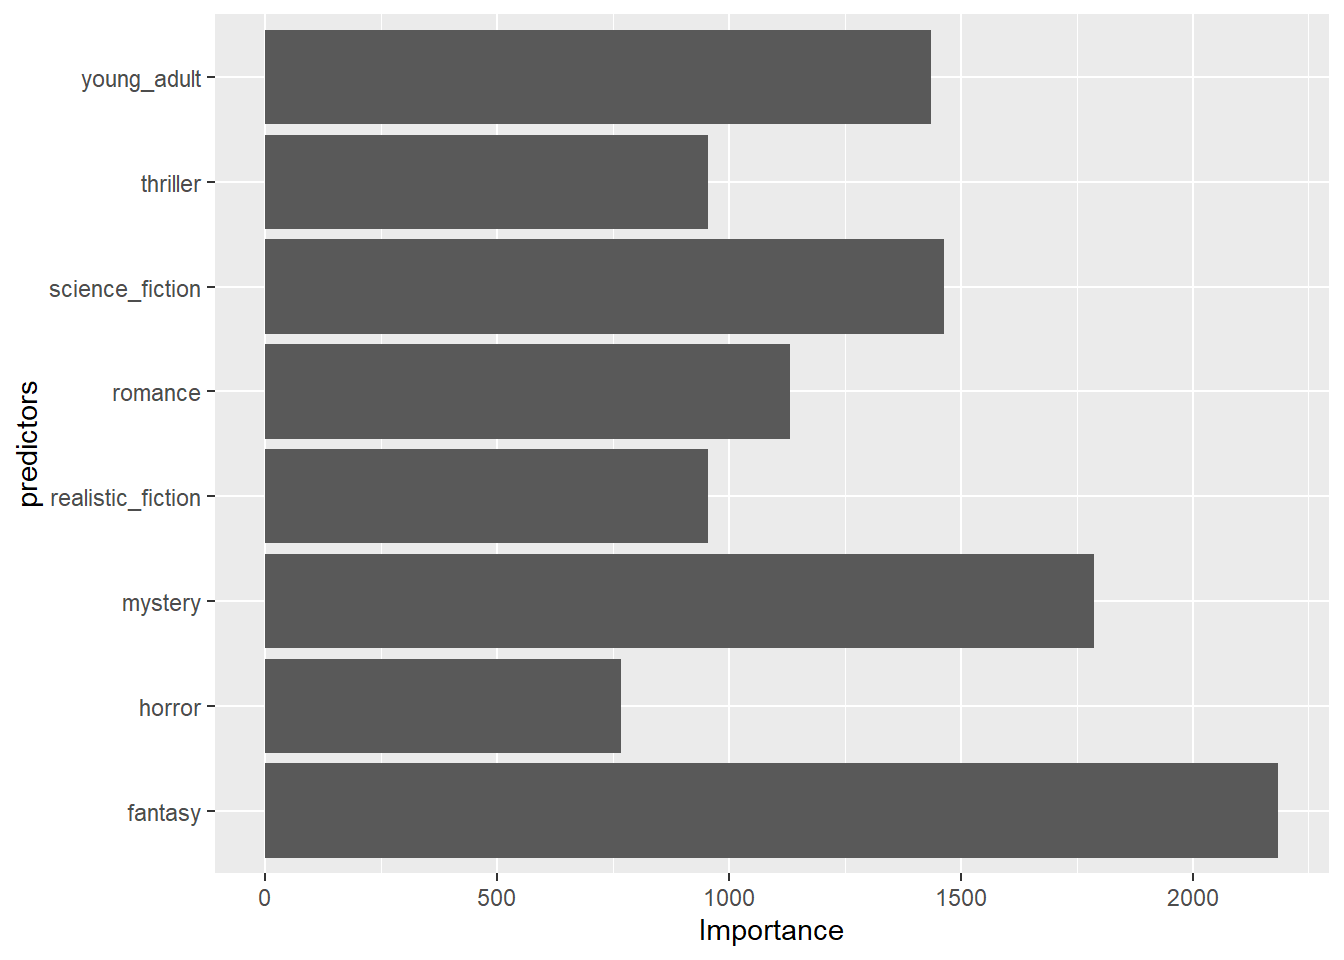 young_adult
thriller
science_fiction
romance
realistic_fiction
mystery
horror
fantasy
predictors
0 500 1000 1500 2000
Importance